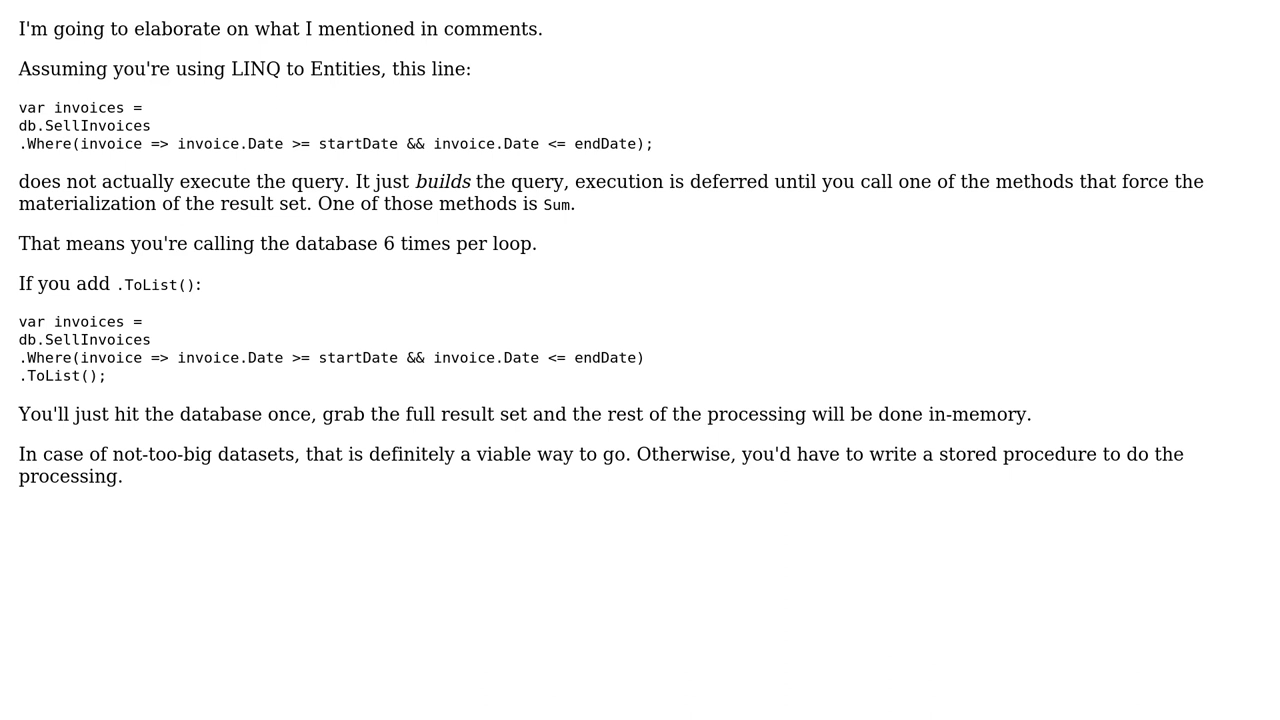 I'm going to elaborate on what I mentioned in comments.
Assuming you're using LINQ to Entities, this line:
var invoices =
db.SellInvoices
.Where(invoice => invoice.Date >= startDate && invoice.Date <= endDate);
does not actually execute the query. It just builds the query, execution is deferred until you call one of the methods that force the
materialization of the result set. One of those methods is Sum.
That means you're calling the database 6 times per loop.
If you add .ToList():
var invoices =
db.SellInvoices
.Where(invoice => invoice.Date >= startDate && invoice.Date <= endDate)
.ToList();
You'll just hit the database once, grab the full result set and the rest of the processing will be done in-memory.
In case of not-too-big datasets, that is definitely a viable way to go. Otherwise, you'd have to write a stored procedure to do the
processing.